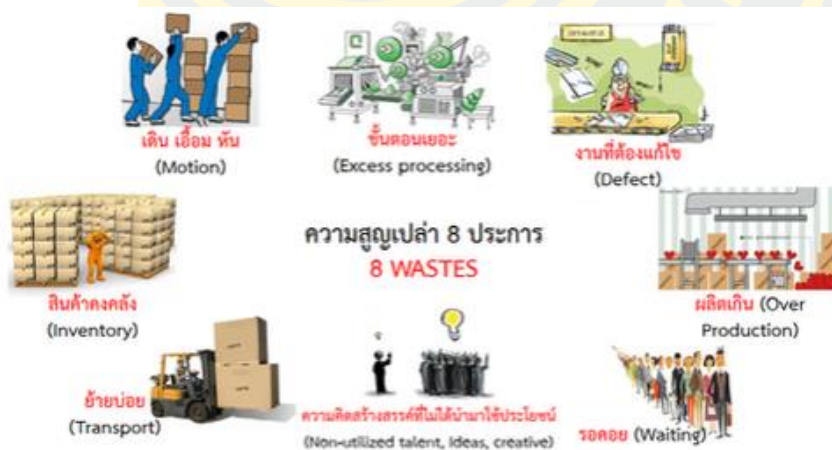 เดิน เอื้อม หัน
(Motion)
ขั้นตอนเยอะ
(Excess processing)
งานที่ต้องแก้ไข
(Defect)
ความสูญเปล่า 8 ประการ
8 WASTES
สินค้าคงคลัง
(Inventory)
ผลิตเกิน (Over
Production)
ย้ายบ่อย
(Transport)
ความคิดสร้างสรรค์ที่ไม่ได้นำมาใช้ประโยชน์
(Non-utilized talent, Ideas, creative)
รอคอย (Waiting)